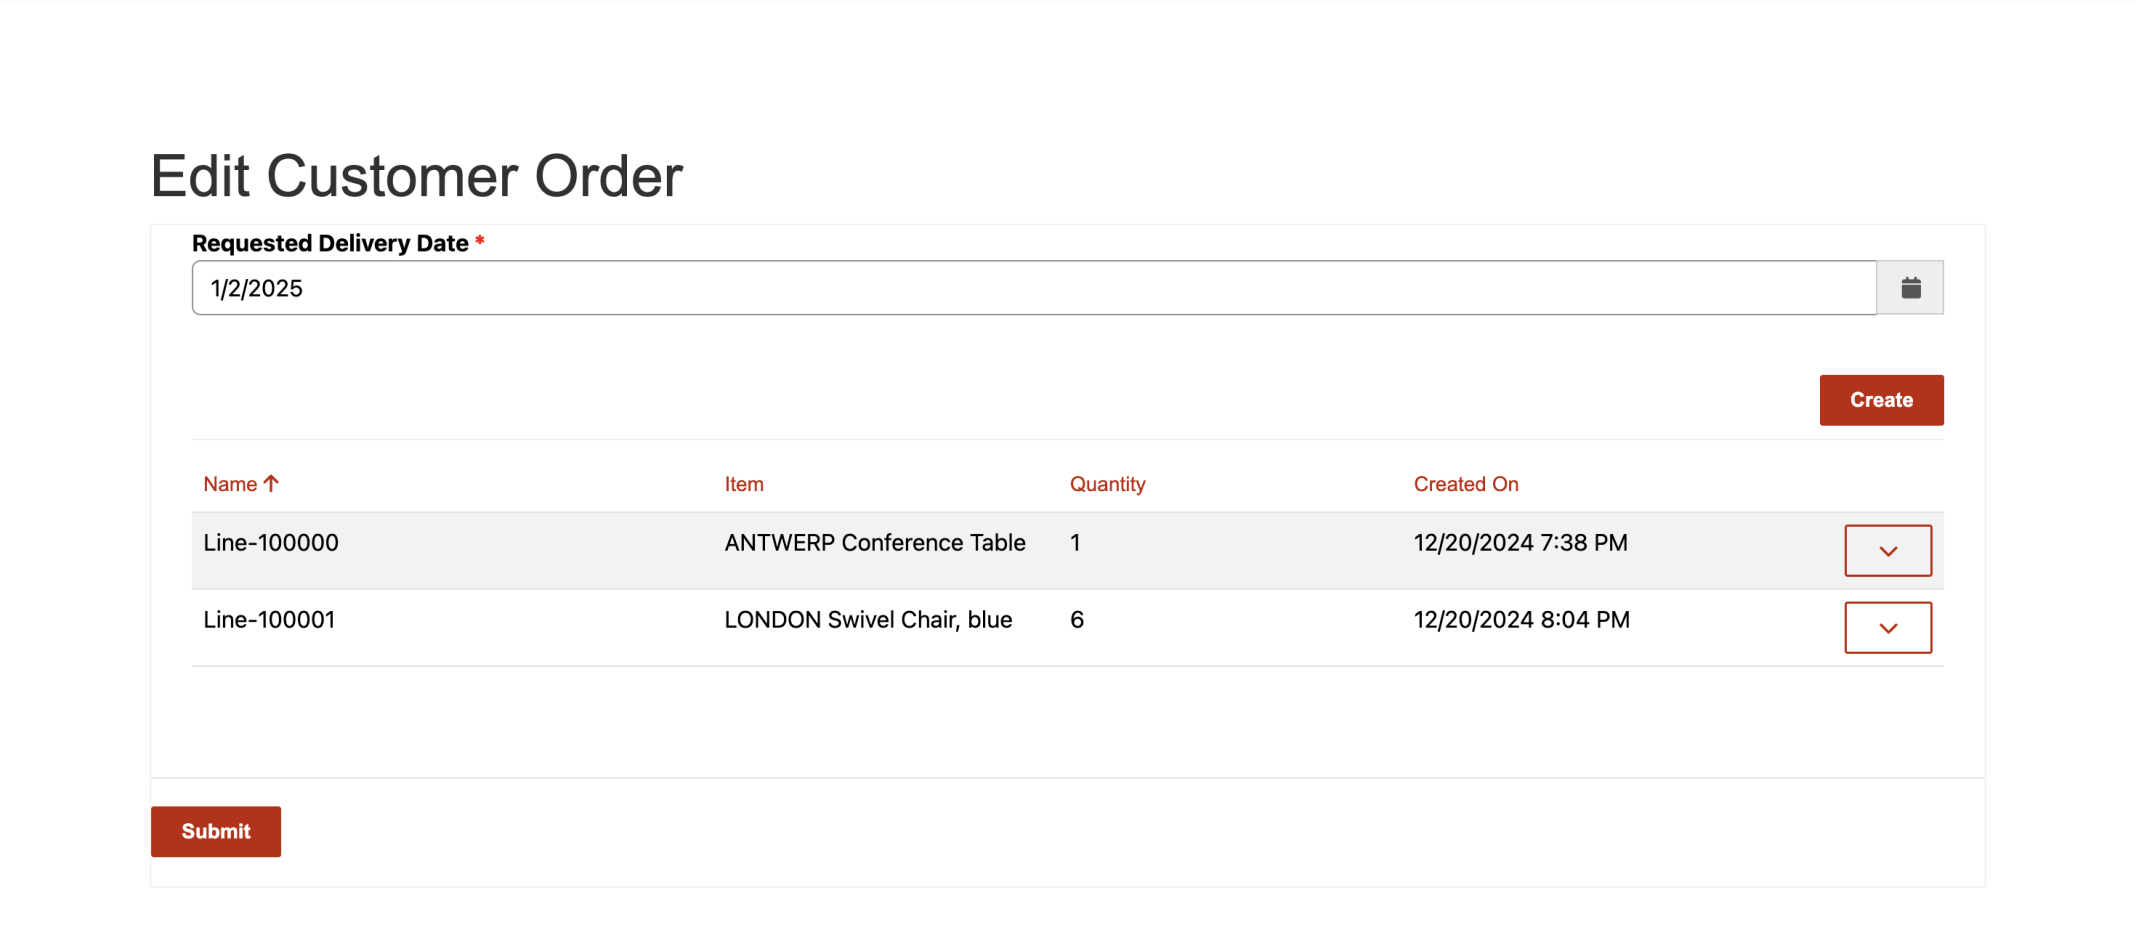 Edit Customer Order
Requested Delivery Date *
1/2/2025
Create
Name Item Quantity Created On
Line-100000 ANTWERP Conference Table 1 12/20/2024 7:38 PM
Line-100001 LONDON Swivel Chair, blue 6 12/20/2024 8:04 PM
Submit